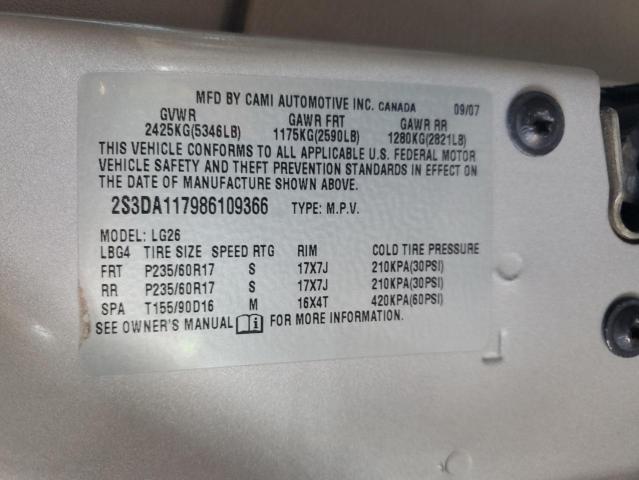 MFD BY CAMI AUTOMOTIVE INC. CANADA 09/07
GVWR GAWR FRT GAWR RR
2425KG(5346LB) 1175KG(2590LB) 1280KG(2821LB)
THIS VEHICLE CONFORMS TO ALL APPLICABLE U.S. FEDERAL MOTOR
VEHICLE SAFETY AND THEFT PREVENTION STANDARDS IN EFFECT ON
THE DATE OF MANUFACTURE SHOWN ABOVE.
2S3DA117986109366 TYPE: M.P.V.
MODEL: LG26
LBG4 TIRE SIZE SPEED RTG RIM COLD TIRE PRESSURE
FRT P235/60R17 S 17X7J 210KPA(30PSI)
RR P235/60R17 S 17X7J 210KPA(30PSI)
SPA T155/90D16 M 16X4T 420KPA(60PSI)
SEE OWNER'S MANUAL i FOR MORE INFORMATION.